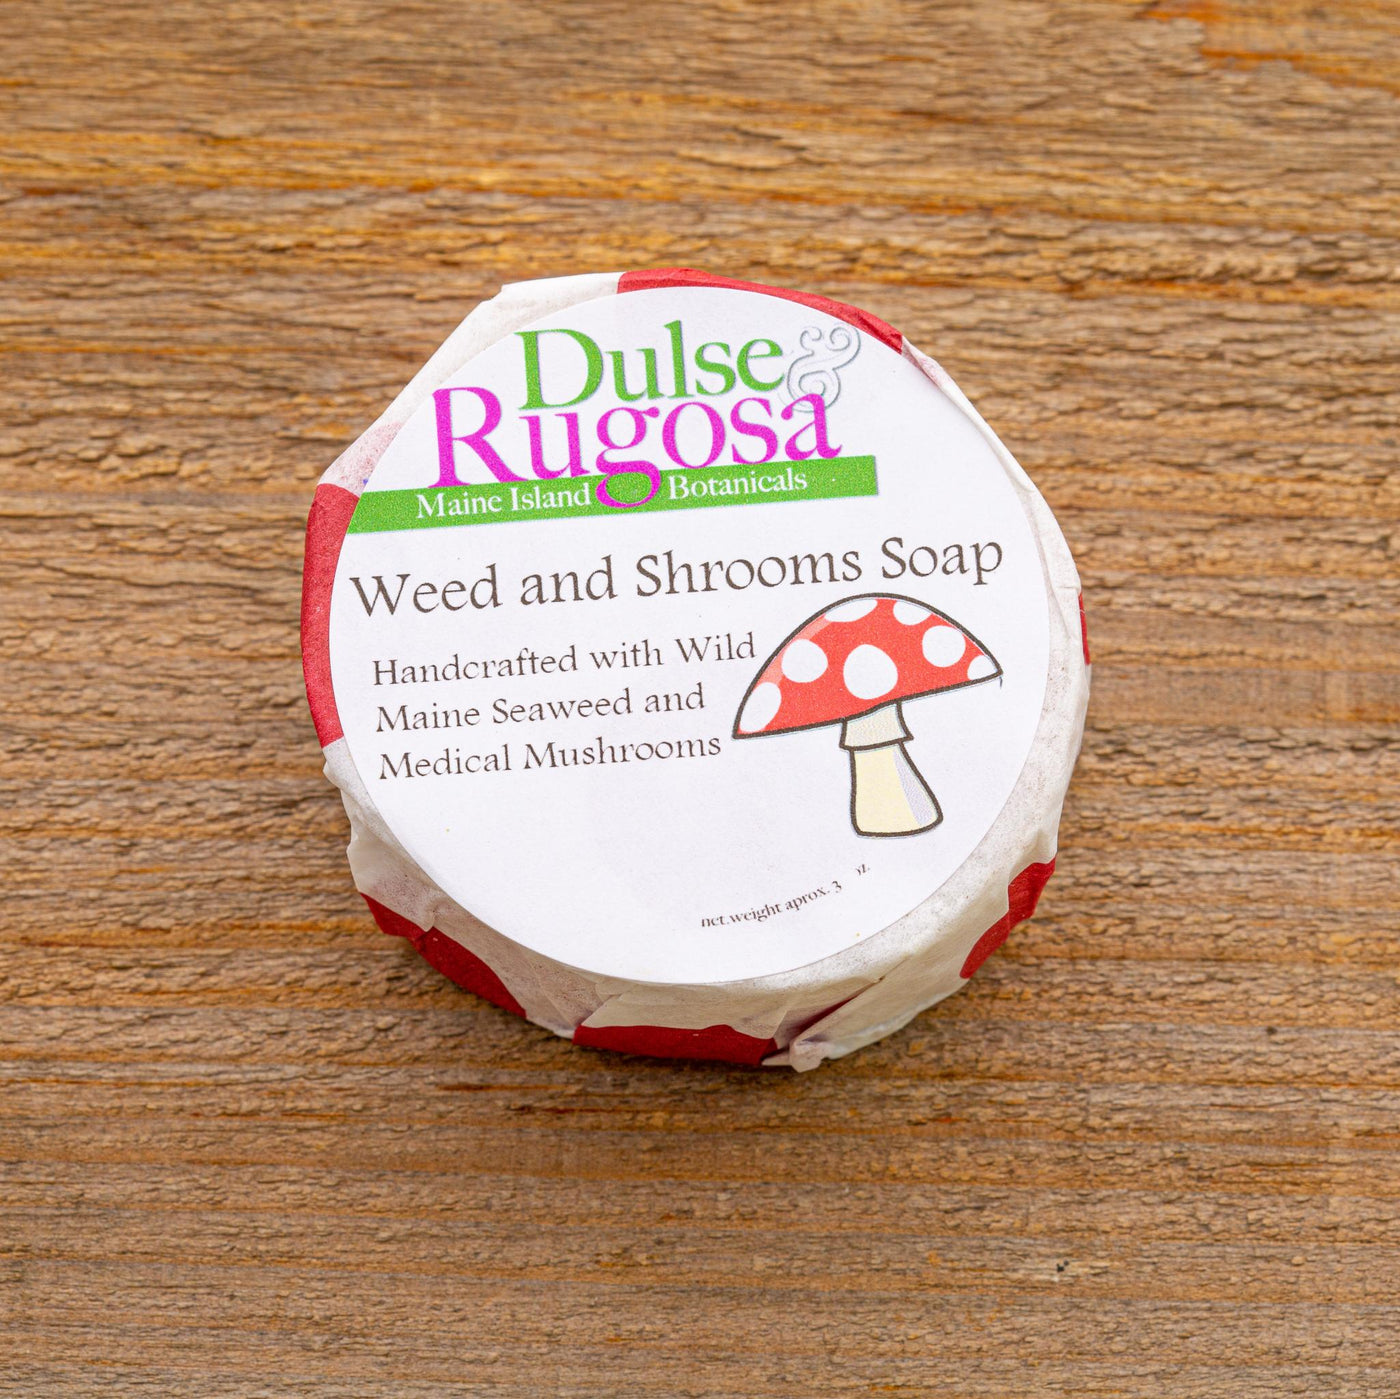 Dulse &
Rugosa
Maine Island Botanicals
Weed and Shrooms Soap
Handcrafted with Wild
Maine Seaweed and
Medical Mushrooms
net.weight aprox. 3 oz.